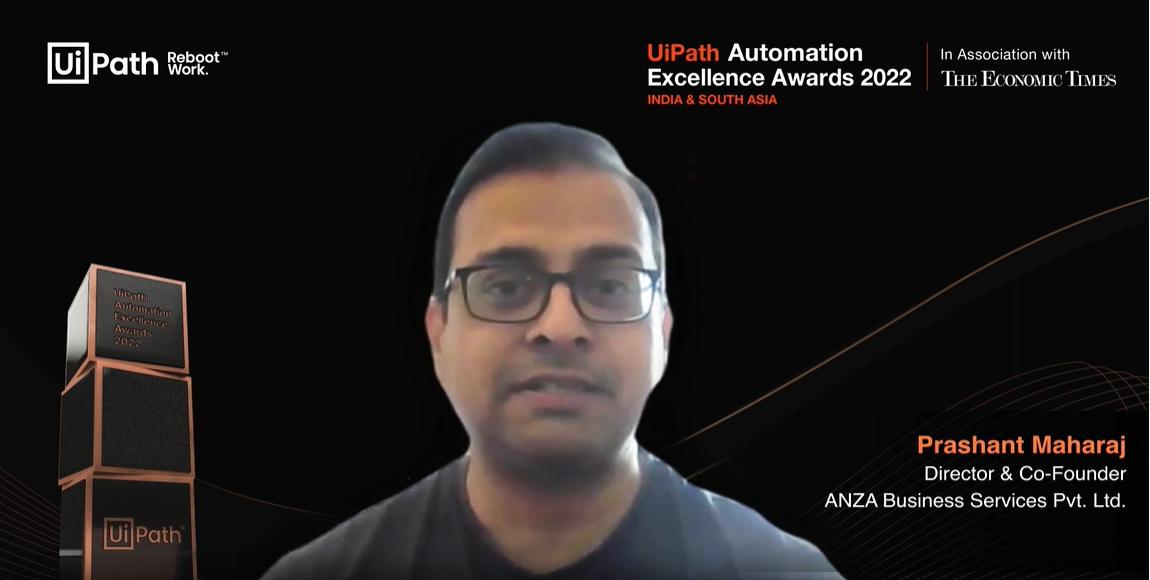 UiPath Reboot™
Work.
UiPath Automation
Excellence Awards 2022
INDIA & SOUTH ASIA
In Association with
THE ECONOMIC TIMES
UiPath
Automation
Excellence
Awards
2022
UiPath™
Prashant Maharaj
Director & Co-Founder
ANZA Business Services Pvt. Ltd.